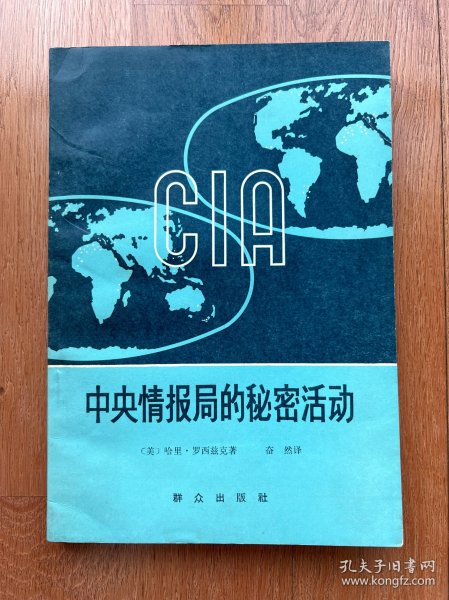 CIA
中央情报局的秘密活动
〔美〕哈里·罗西兹克著 奋然译
群众出版社
孔夫子旧书网
www.kongfz.com